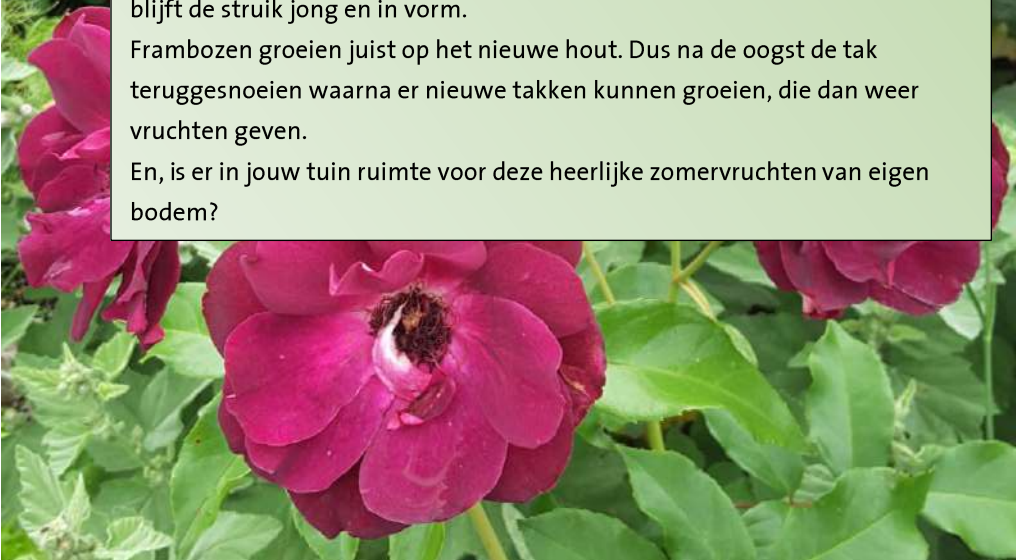 blijft de struik jong en in vorm.
Frambozen groeien juist op het nieuwe hout. Dus na de oogst de tak
teruggesnoeien waarna er nieuwe takken kunnen groeien, die dan weer
vruchten geven.
En, is er in jouw tuin ruimte voor deze heerlijke zomervruchten van eigen
bodem?